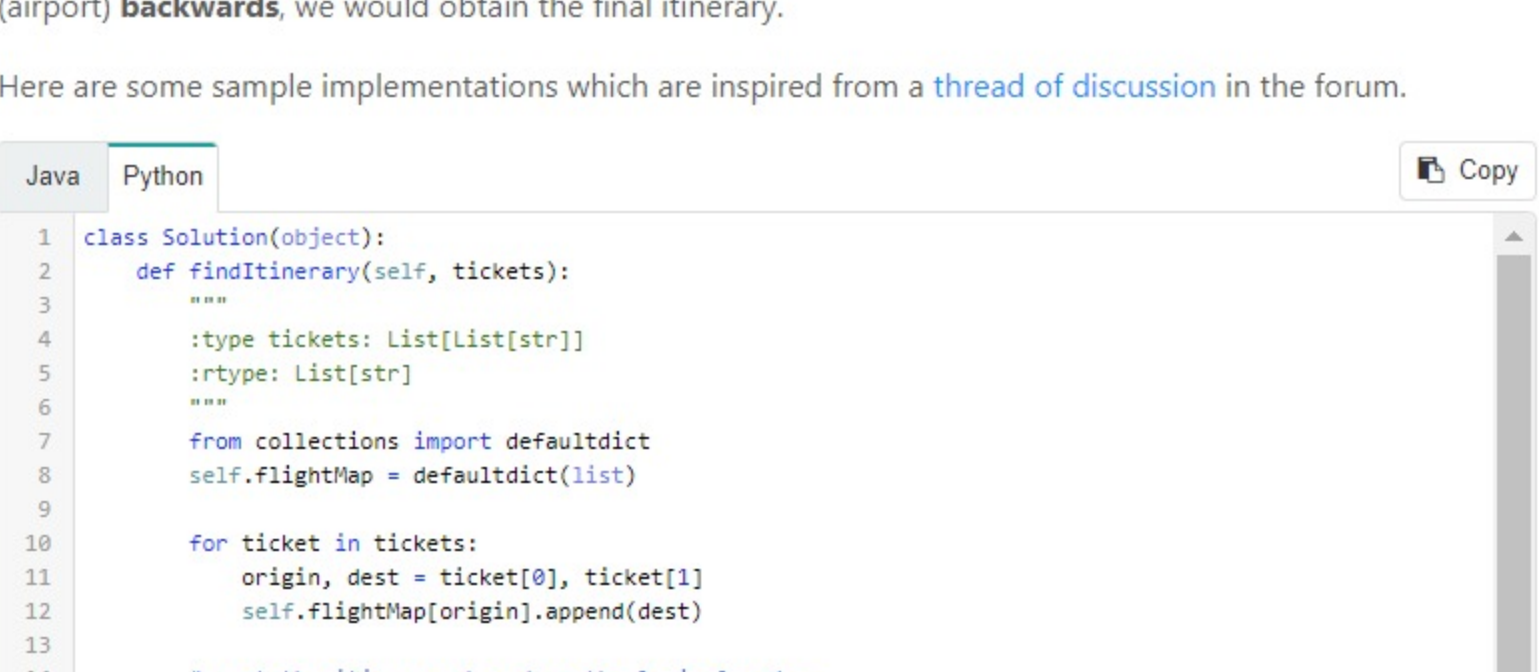 (airport) backwards, we would obtain the final itinerary.
Here are some sample implementations which are inspired from a thread of discussion in the forum.
Java Python Copy
1 class Solution(object):
2     def findItinerary(self, tickets):
3         """
4         :type tickets: List[List[str]]
5         :rtype: List[str]
6         """
7         from collections import defaultdict
8         self.flightMap = defaultdict(list)
9
10         for ticket in tickets:
11             origin, dest = ticket[0], ticket[1]
12             self.flightMap[origin].append(dest)
13